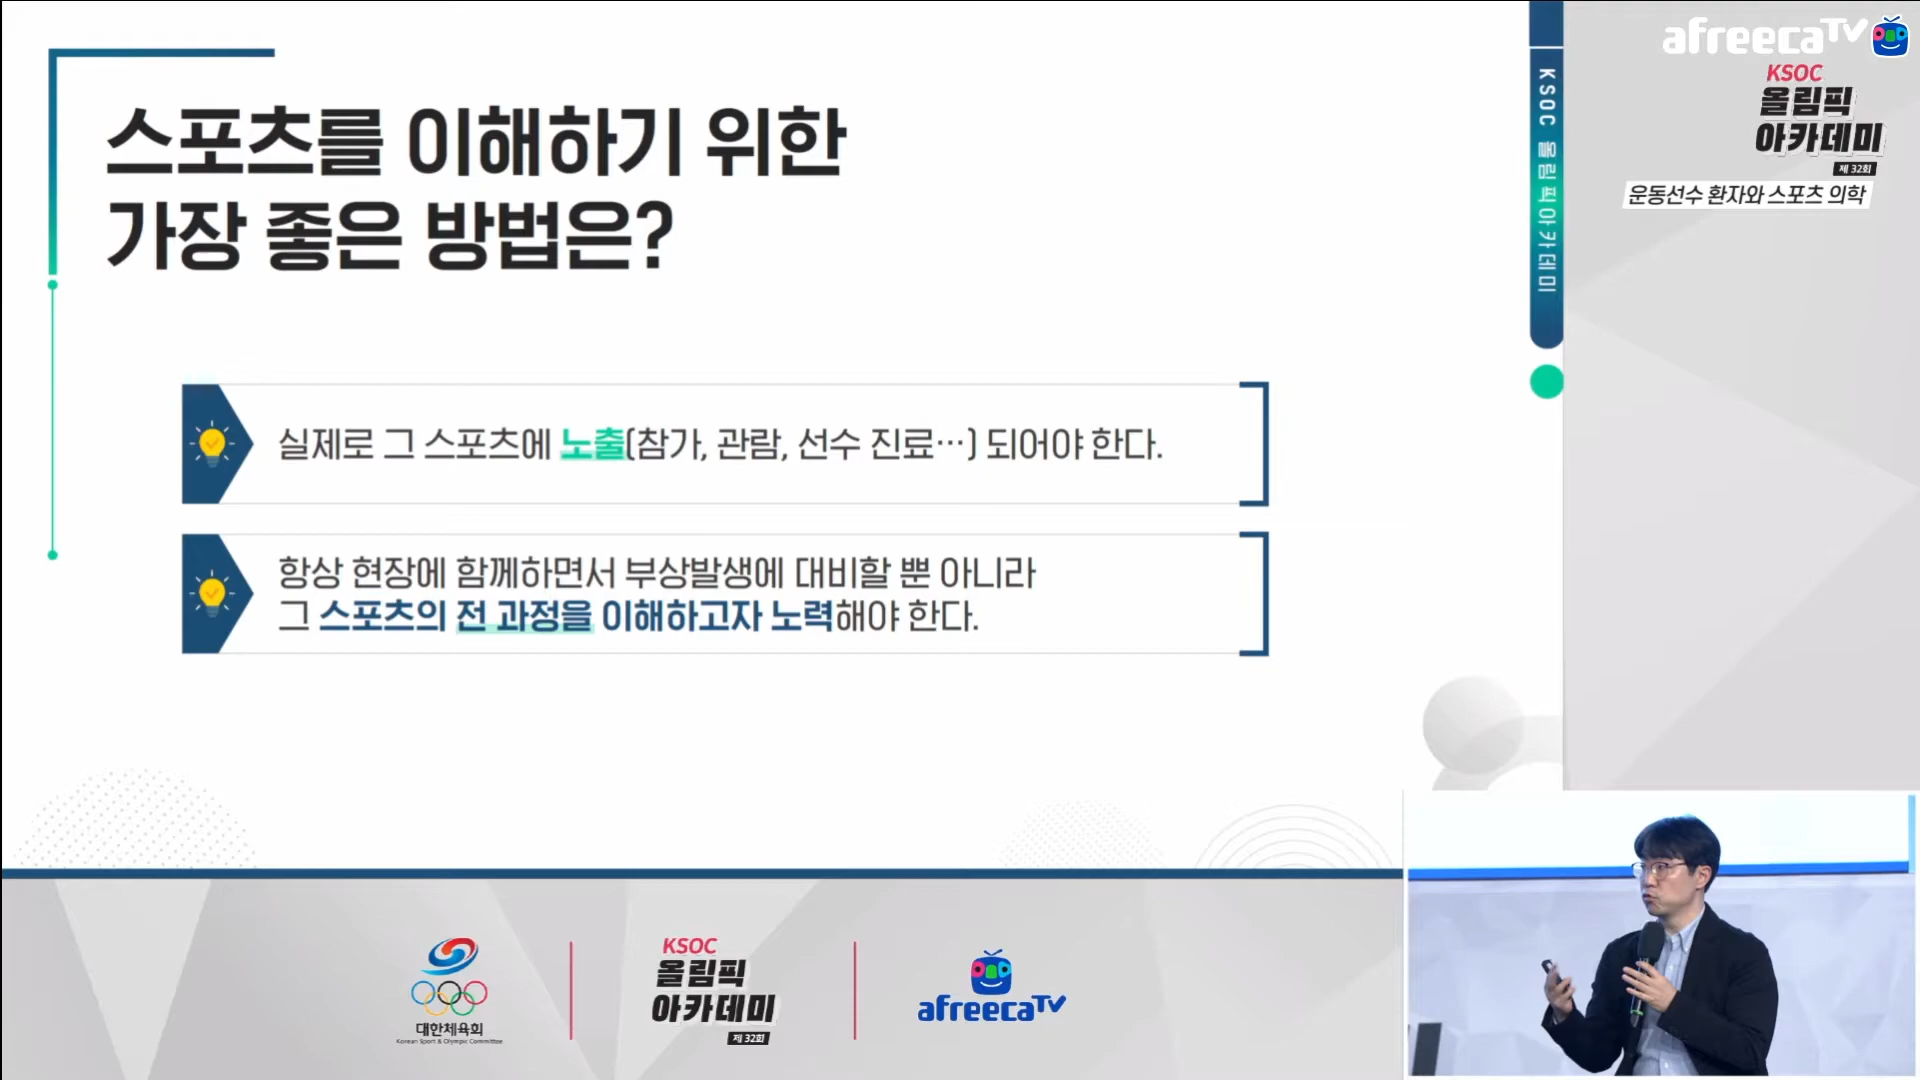 스포츠를 이해하기 위한
가장 좋은 방법은?
실제로 그 스포츠에 노출(참가, 관람, 선수 진료…) 되어야 한다.
항상 현장에 함께하면서 부상발생에 대비할 뿐 아니라
그 스포츠의 전 과정을 이해하고자 노력해야 한다.
KSOC 올림픽아카데미
afreecaTV
KSOC
올림픽
아카데미
제 32회
운동선수 환자와 스포츠 의학
대한체육회
Korean Sport & Olympic Committee
KSOC
올림픽
아카데미
제 32회
afreecaTV